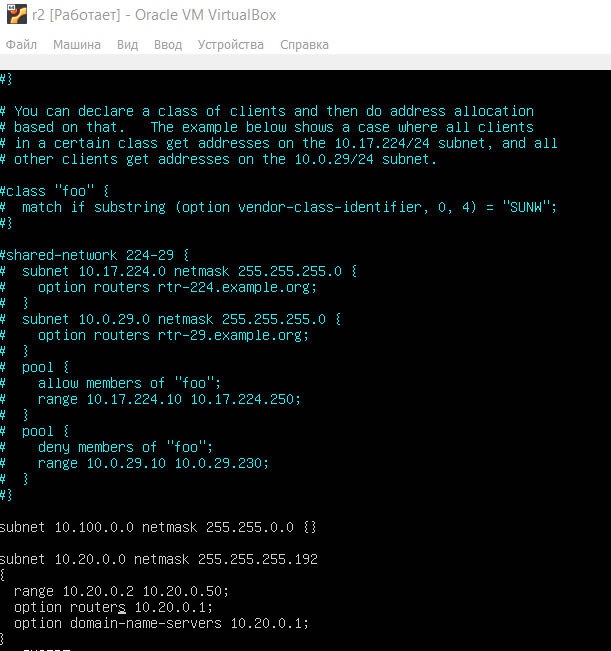 r2 [Работает] - Oracle VM VirtualBox
Файл Машина Вид Ввод Устройства Справка
#}
# You can declare a class of clients and then do address allocation
# based on that.   The example below shows a case where all clients
# in a certain class get addresses on the 10.17.224/24 subnet, and all
# other clients get addresses on the 10.0.29/24 subnet.
#class "foo" {
#  match if substring (option vendor-class-identifier, 0, 4) = "SUNW";
#}
#shared-network 224-29 {
#  subnet 10.17.224.0 netmask 255.255.255.0 {
#    option routers rtr-224.example.org;
#  }
#  subnet 10.0.29.0 netmask 255.255.255.0 {
#    option routers rtr-29.example.org;
#  }
#  pool {
#    allow members of "foo";
#    range 10.17.224.10 10.17.224.250;
#  }
#  pool {
#    deny members of "foo";
#    range 10.0.29.10 10.0.29.230;
#  }
#}
subnet 10.100.0.0 netmask 255.255.0.0 {}
subnet 10.20.0.0 netmask 255.255.255.192
{
  range 10.20.0.2 10.20.0.50;
  option routers 10.20.0.1;
  option domain-name-servers 10.20.0.1;
}